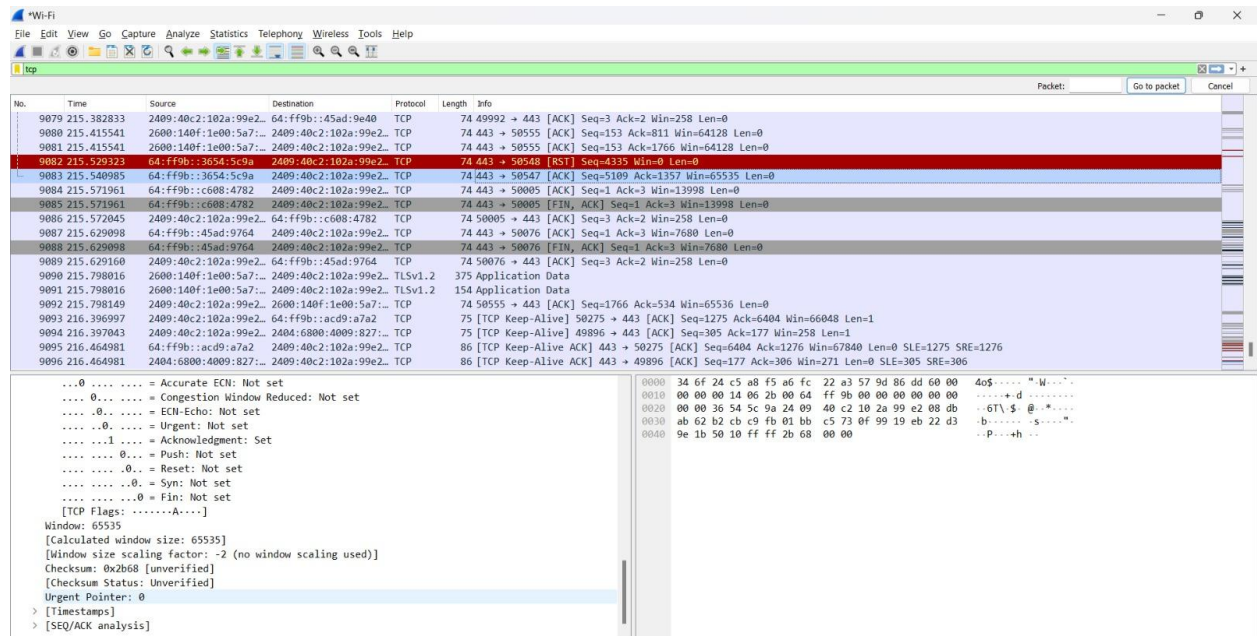 *Wi-Fi
File Edit View Go Capture Analyze Statistics Telephony Wireless Tools Help
tcp
Packet: Go to packet Cancel
No. Time Source Destination Protocol Length Info
9079 215.382833 2409:40c2:102a:99e2… 64:ff9b::45ad:9e40 TCP 74 49992 → 443 [ACK] Seq=3 Ack=2 Win=258 Len=0
9080 215.415541 2600:140f:1e00:5a7:… 2409:40c2:102a:99e2… TCP 74 443 → 50555 [ACK] Seq=153 Ack=811 Win=64128 Len=0
9081 215.415541 2600:140f:1e00:5a7:… 2409:40c2:102a:99e2… TCP 74 443 → 50555 [ACK] Seq=153 Ack=1766 Win=64128 Len=0
9082 215.529323 64:ff9b::3654:5c9a 2409:40c2:102a:99e2… TCP 74 443 → 50548 [RST] Seq=4335 Win=0 Len=0
9083 215.540985 64:ff9b::3654:5c9a 2409:40c2:102a:99e2… TCP 74 443 → 50547 [ACK] Seq=5109 Ack=1357 Win=65535 Len=0
9084 215.571961 64:ff9b::c608:4782 2409:40c2:102a:99e2… TCP 74 443 → 50005 [ACK] Seq=1 Ack=3 Win=13998 Len=0
9085 215.571961 64:ff9b::c608:4782 2409:40c2:102a:99e2… TCP 74 443 → 50005 [FIN, ACK] Seq=1 Ack=3 Win=13998 Len=0
9086 215.572045 2409:40c2:102a:99e2… 64:ff9b::c608:4782 TCP 74 50005 → 443 [ACK] Seq=3 Ack=2 Win=258 Len=0
9087 215.629098 64:ff9b::45ad:9764 2409:40c2:102a:99e2… TCP 74 443 → 50076 [ACK] Seq=1 Ack=3 Win=7680 Len=0
9088 215.629098 64:ff9b::45ad:9764 2409:40c2:102a:99e2… TCP 74 443 → 50076 [FIN, ACK] Seq=1 Ack=3 Win=7680 Len=0
9089 215.629160 2409:40c2:102a:99e2… 64:ff9b::45ad:9764 TCP 74 50076 → 443 [ACK] Seq=3 Ack=2 Win=258 Len=0
9090 215.798016 2600:140f:1e00:5a7:… 2409:40c2:102a:99e2… TLSv1.2 375 Application Data
9091 215.798016 2600:140f:1e00:5a7:… 2409:40c2:102a:99e2… TLSv1.2 154 Application Data
9092 215.798149 2409:40c2:102a:99e2… 2600:140f:1e00:5a7:… TCP 74 50555 → 443 [ACK] Seq=1766 Ack=534 Win=65536 Len=0
9093 216.396997 2409:40c2:102a:99e2… 64:ff9b::acd9:a7a2 TCP 75 [TCP Keep-Alive] 50275 → 443 [ACK] Seq=1275 Ack=6404 Win=66048 Len=1
9094 216.397043 2409:40c2:102a:99e2… 2404:6800:4009:827:… TCP 75 [TCP Keep-Alive] 49896 → 443 [ACK] Seq=305 Ack=177 Win=258 Len=1
9095 216.464981 64:ff9b::acd9:a7a2 2409:40c2:102a:99e2… TCP 86 [TCP Keep-Alive ACK] 443 → 50275 [ACK] Seq=6404 Ack=1276 Win=67840 Len=0 SLE=1275 SRE=1276
9096 216.464981 2404:6800:4009:827:… 2409:40c2:102a:99e2… TCP 86 [TCP Keep-Alive ACK] 443 → 49896 [ACK] Seq=177 Ack=306 Win=271 Len=0 SLE=305 SRE=306
...0 .... .... = Accurate ECN: Not set
.... 0... .... = Congestion Window Reduced: Not set
.... .0.. .... = ECN-Echo: Not set
.... ..0. .... = Urgent: Not set
.... ...1 .... = Acknowledgment: Set
.... .... 0... = Push: Not set
.... .... .0.. = Reset: Not set
.... .... ..0. = Syn: Not set
.... .... ...0 = Fin: Not set
[TCP Flags: ·······A····]
Window: 65535
[Calculated window size: 65535]
[Window size scaling factor: -2 (no window scaling used)]
Checksum: 0x2b68 [unverified]
[Checksum Status: Unverified]
Urgent Pointer: 0
> [Timestamps]
> [SEQ/ACK analysis]
0000 34 6f 24 c5 a8 f5 a6 fc 22 a3 57 9d 86 dd 60 00 4o$····· "·W···`·
0010 00 00 00 14 06 2b 00 64 ff 9b 00 00 00 00 00 00 ·····+·d ········
0020 00 00 36 54 5c 9a 24 09 40 c2 10 2a 99 e2 08 db ··6T\·$· @··*····
0030 ab 62 b2 cb c9 fb 01 bb c5 73 0f 99 19 eb 22 d3 ·b······ ·s····"·
0040 9e 1b 50 10 ff ff 2b 68 00 00 ··P···+h ··